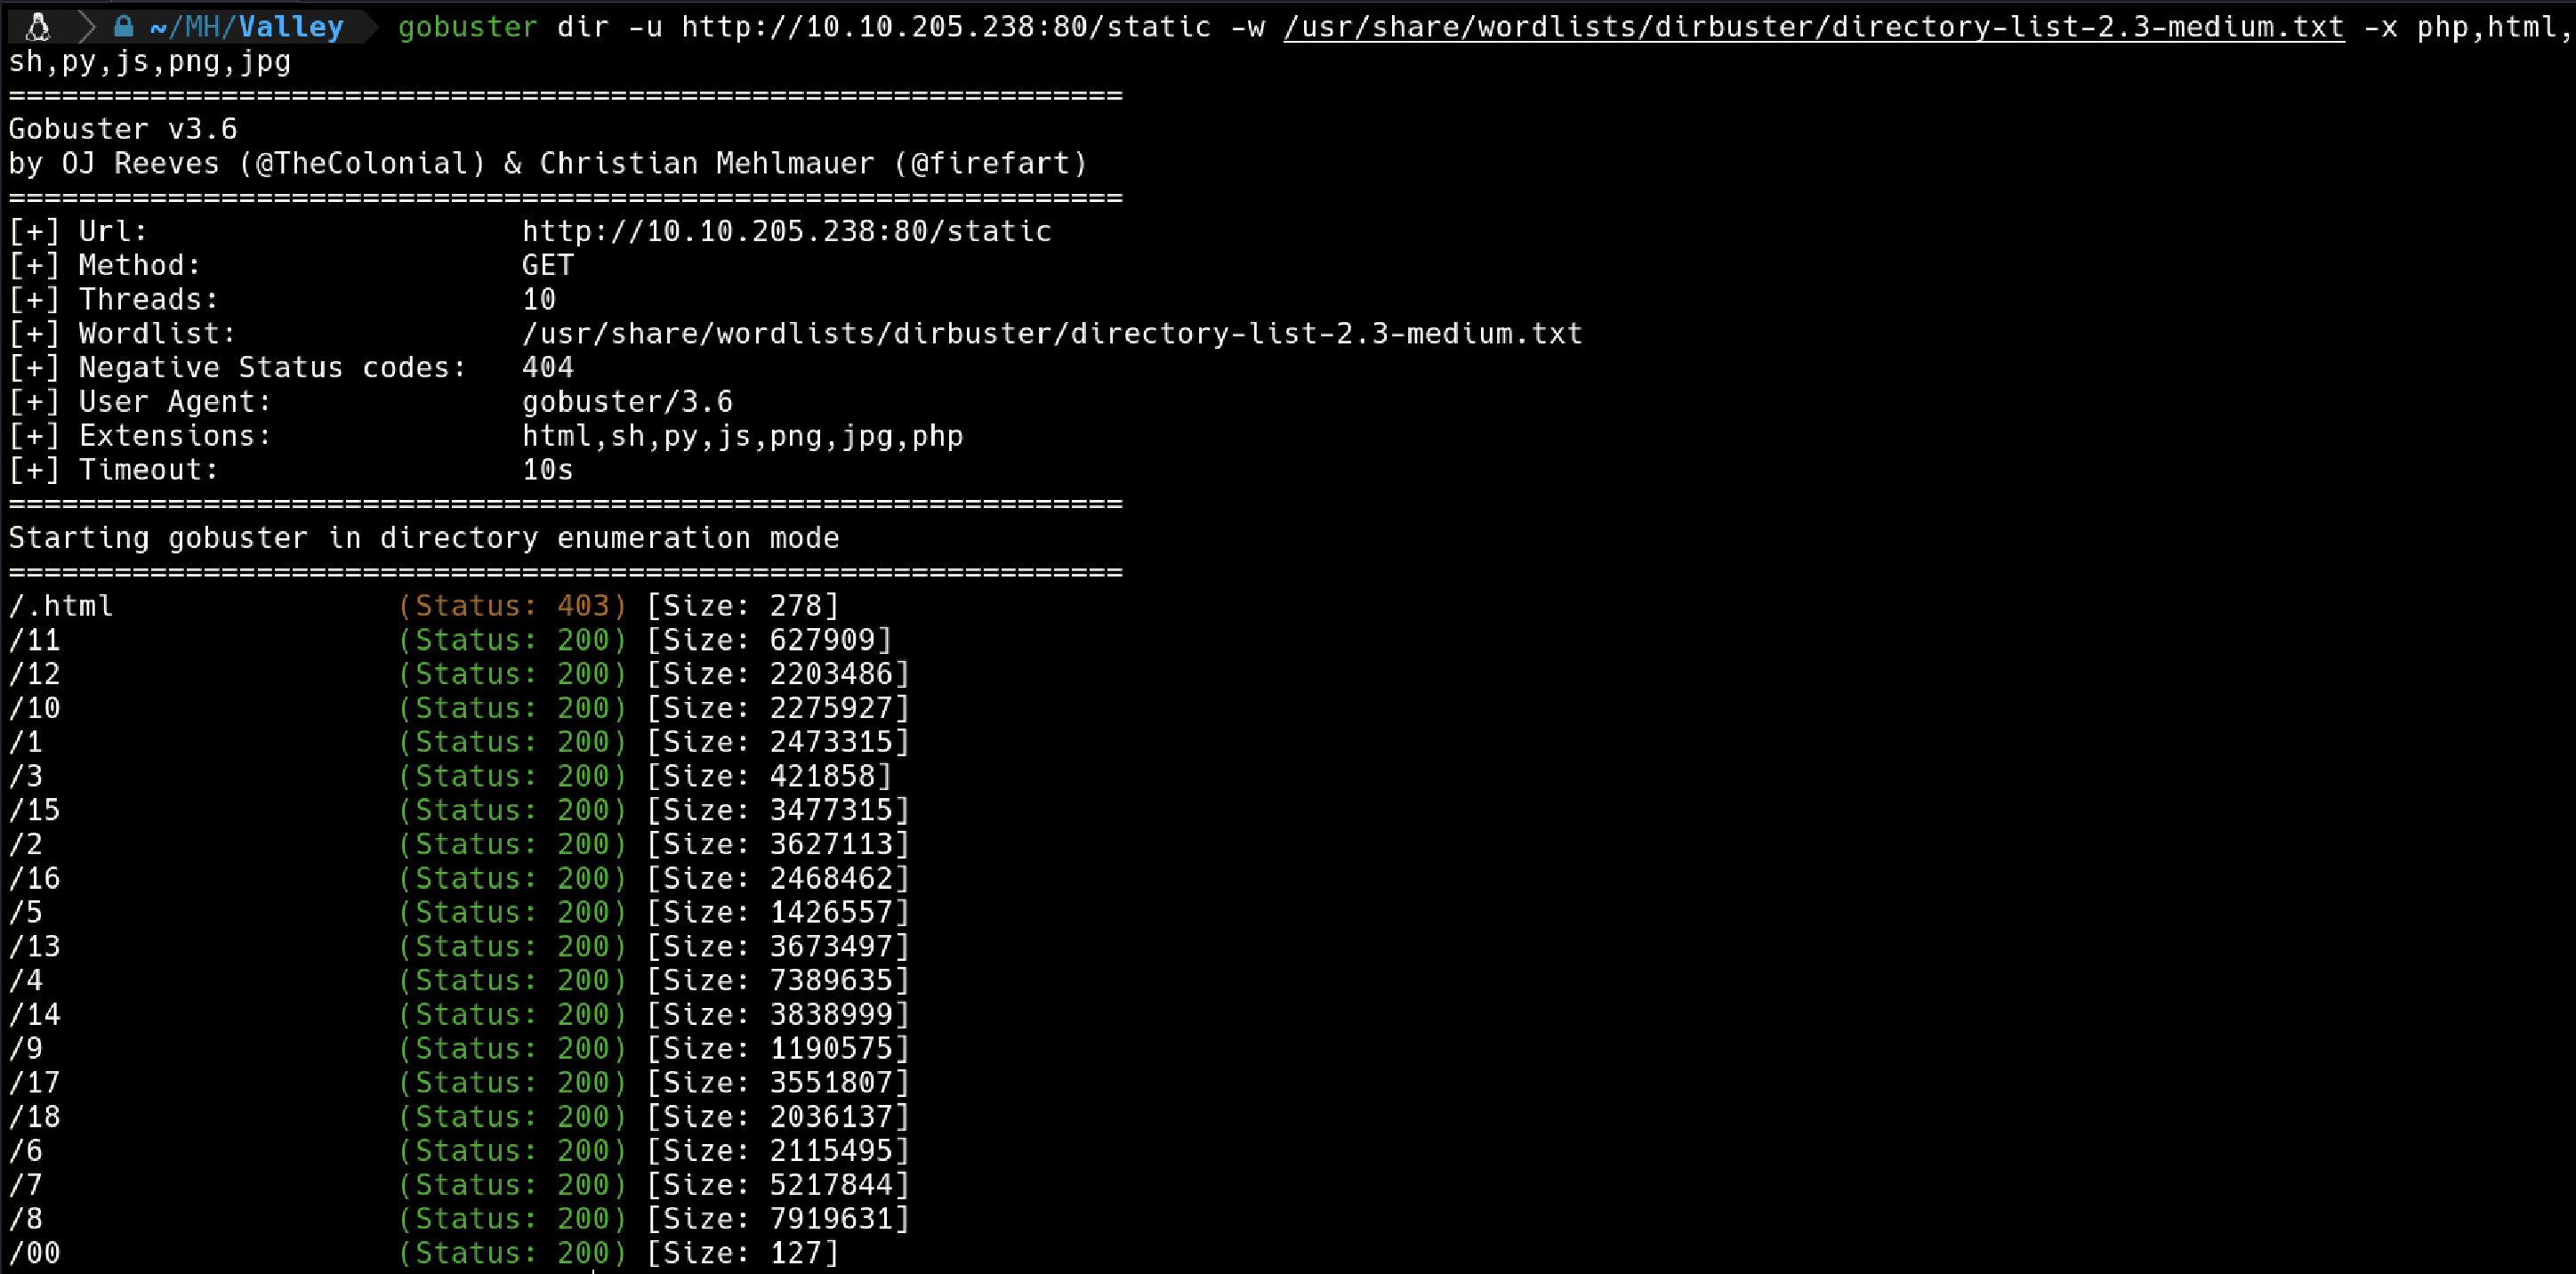 ~/MH/Valley gobuster dir -u http://10.10.205.238:80/static -w /usr/share/wordlists/dirbuster/directory-list-2.3-medium.txt -x php,html,
sh,py,js,png,jpg
===============================================================
Gobuster v3.6
by OJ Reeves (@TheColonial) & Christian Mehlmauer (@firefart)
===============================================================
[+] Url:                     http://10.10.205.238:80/static
[+] Method:                  GET
[+] Threads:                 10
[+] Wordlist:                /usr/share/wordlists/dirbuster/directory-list-2.3-medium.txt
[+] Negative Status codes:   404
[+] User Agent:              gobuster/3.6
[+] Extensions:              html,sh,py,js,png,jpg,php
[+] Timeout:                 10s
===============================================================
Starting gobuster in directory enumeration mode
===============================================================
/.html                (Status: 403) [Size: 278]
/11                   (Status: 200) [Size: 627909]
/12                   (Status: 200) [Size: 2203486]
/10                   (Status: 200) [Size: 2275927]
/1                    (Status: 200) [Size: 2473315]
/3                    (Status: 200) [Size: 421858]
/15                   (Status: 200) [Size: 3477315]
/2                    (Status: 200) [Size: 3627113]
/16                   (Status: 200) [Size: 2468462]
/5                    (Status: 200) [Size: 1426557]
/13                   (Status: 200) [Size: 3673497]
/4                    (Status: 200) [Size: 7389635]
/14                   (Status: 200) [Size: 3838999]
/9                    (Status: 200) [Size: 1190575]
/17                   (Status: 200) [Size: 3551807]
/18                   (Status: 200) [Size: 2036137]
/6                    (Status: 200) [Size: 2115495]
/7                    (Status: 200) [Size: 5217844]
/8                    (Status: 200) [Size: 7919631]
/00                   (Status: 200) [Size: 127]